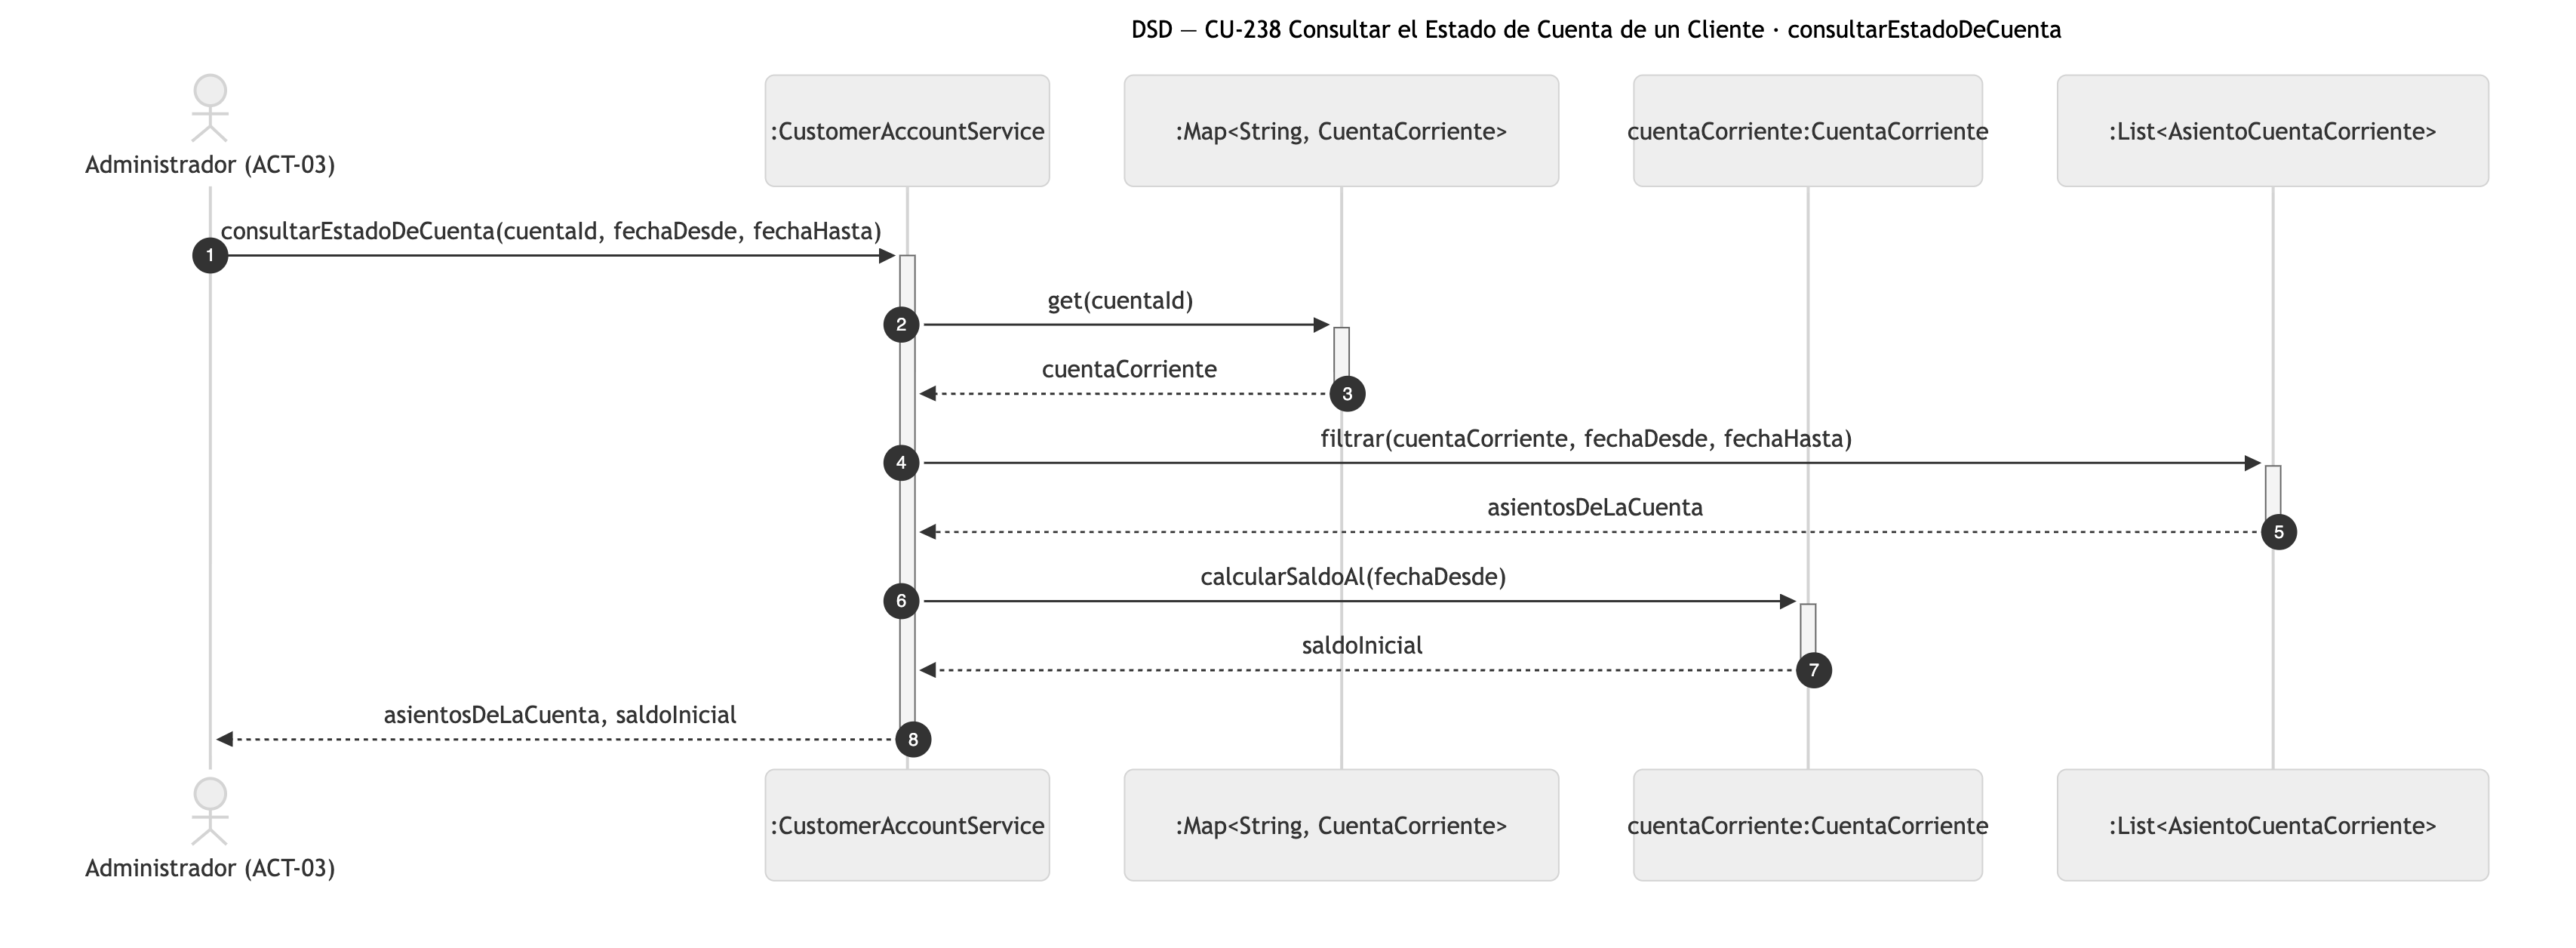 DSD — CU-238 Consultar el Estado de Cuenta de un Cliente · consultarEstadoDeCuenta
Administrador (ACT-03)
:CustomerAccountService
:Map<String, CuentaCorriente>
cuentaCorriente:CuentaCorriente
:List<AsientoCuentaCorriente>
consultarEstadoDeCuenta(cuentaId, fechaDesde, fechaHasta)
1
get(cuentaId)
2
cuentaCorriente
3
filtrar(cuentaCorriente, fechaDesde, fechaHasta)
4
asientosDeLaCuenta
5
calcularSaldoAl(fechaDesde)
6
saldoInicial
7
asientosDeLaCuenta, saldoInicial
8
Administrador (ACT-03)
:CustomerAccountService
:Map<String, CuentaCorriente>
cuentaCorriente:CuentaCorriente
:List<AsientoCuentaCorriente>